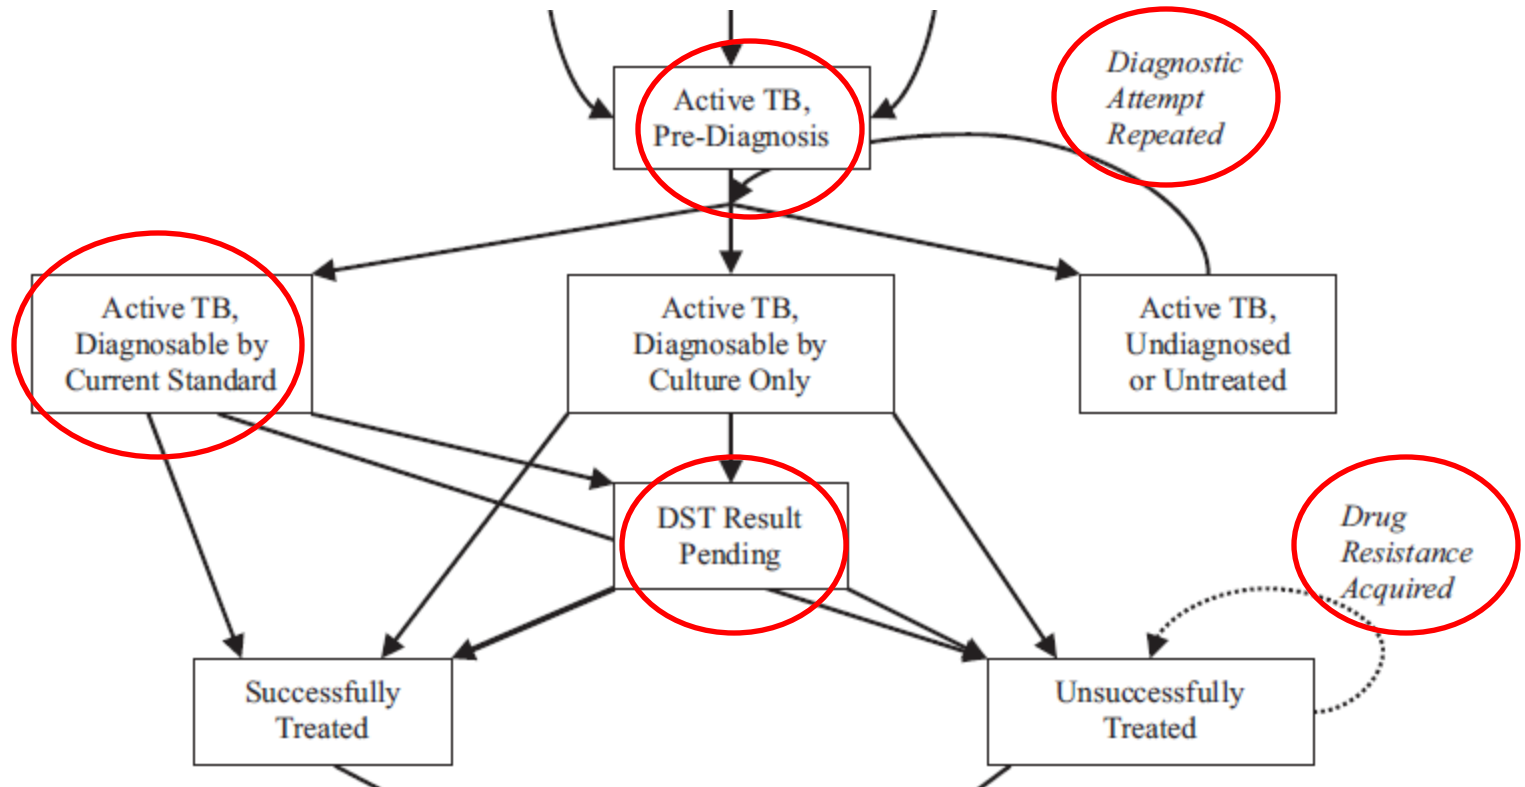 Active TB,
Pre-Diagnosis
Diagnostic
Attempt
Repeated
Active TB,
Diagnosable by
Current Standard
Active TB,
Diagnosable by
Culture Only
Active TB,
Undiagnosed
or Untreated
DST Result
Pending
Drug
Resistance
Acquired
Successfully
Treated
Unsuccessfully
Treated